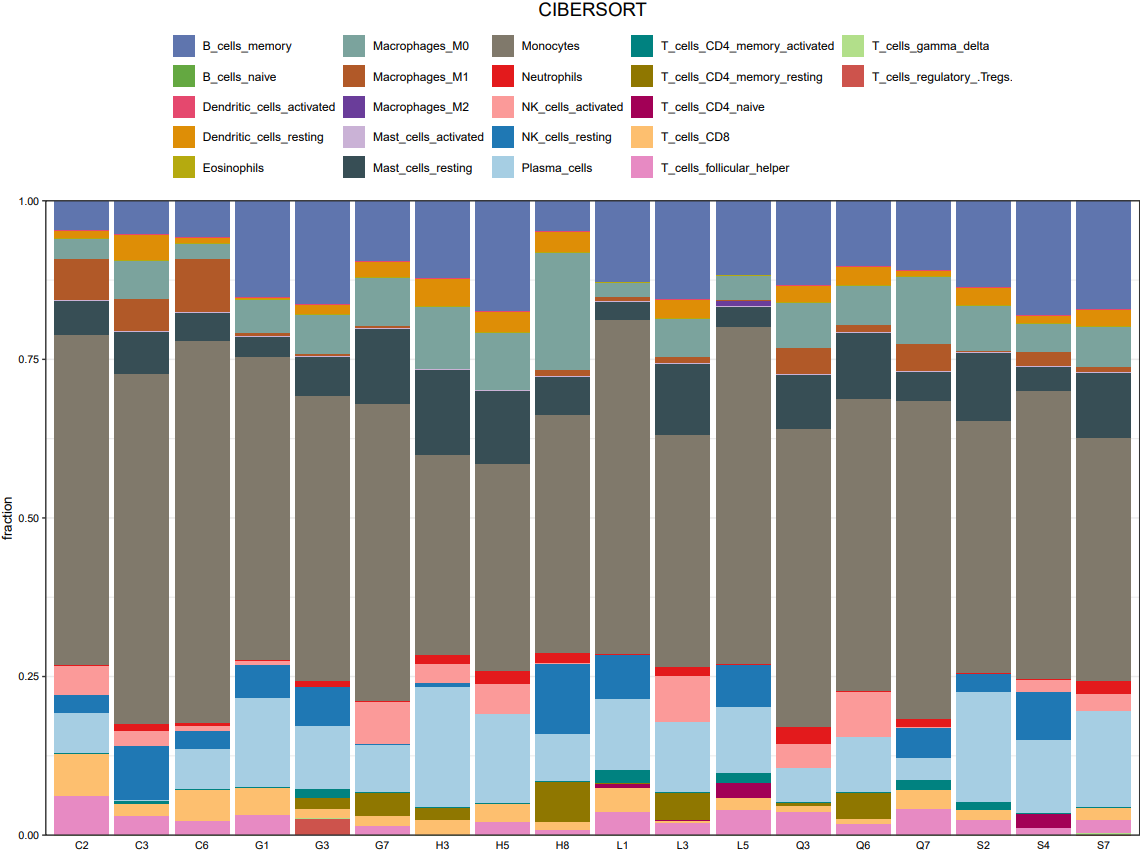 CIBERSORT
B_cells_memory Macrophages_M0 Monocytes T_cells_CD4_memory_activated T_cells_gamma_delta
B_cells_naive Macrophages_M1 Neutrophils T_cells_CD4_memory_resting T_cells_regulatory_.Tregs.
Dendritic_cells_activated Macrophages_M2 NK_cells_activated T_cells_CD4_naive
Dendritic_cells_resting Mast_cells_activated NK_cells_resting T_cells_CD8
Eosinophils Mast_cells_resting Plasma_cells T_cells_follicular_helper
1.00
0.75
0.50
fraction
0.25
0.00
C2 C3 C6 G1 G3 G7 H3 H5 H8 L1 L3 L5 Q3 Q6 Q7 S2 S4 S7